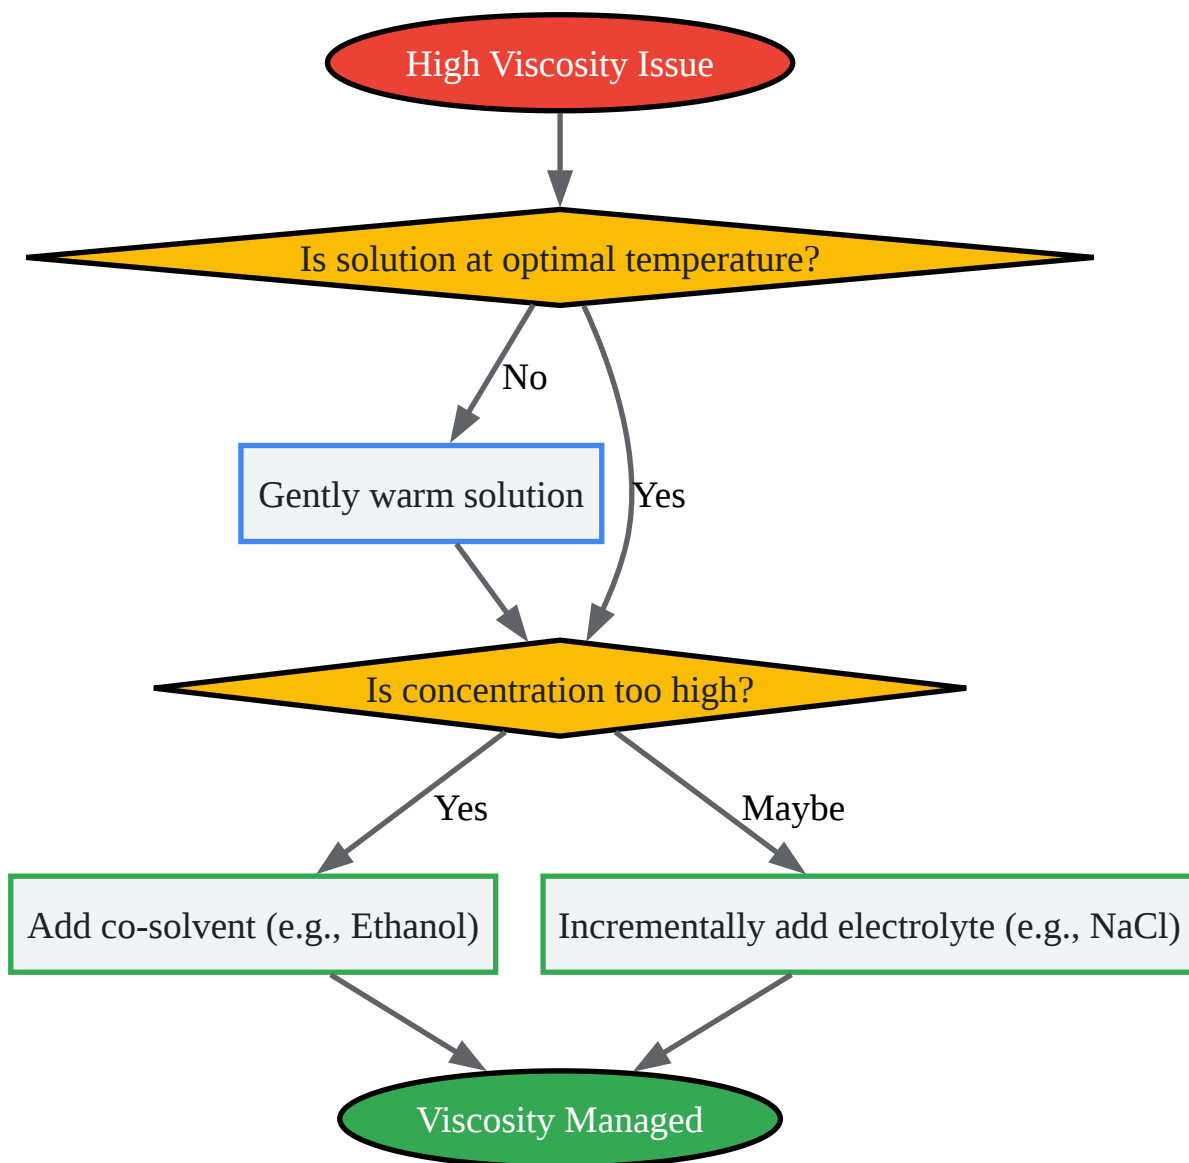 High Viscosity Issue
Is solution at optimal temperature?
No
Gently warm solution
Yes
Is concentration too high?
Yes
Maybe
Add co-solvent (e.g., Ethanol)
Incrementally add electrolyte (e.g., NaCl)
Viscosity Managed